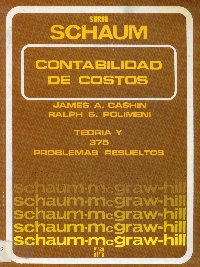 SERIE
SCHAUM
CONTABILIDAD
DE COSTOS
JAMES A. CASHIN
RALPH S. POLIMENI
TEORIA Y
375
PROBLEMAS RESUELTOS
schaum·mcgraw-hill
schaum·mcgraw-hill
schaum·mcgraw-hill
schaum·mcgraw-hill
schaum·mcgraw-hill